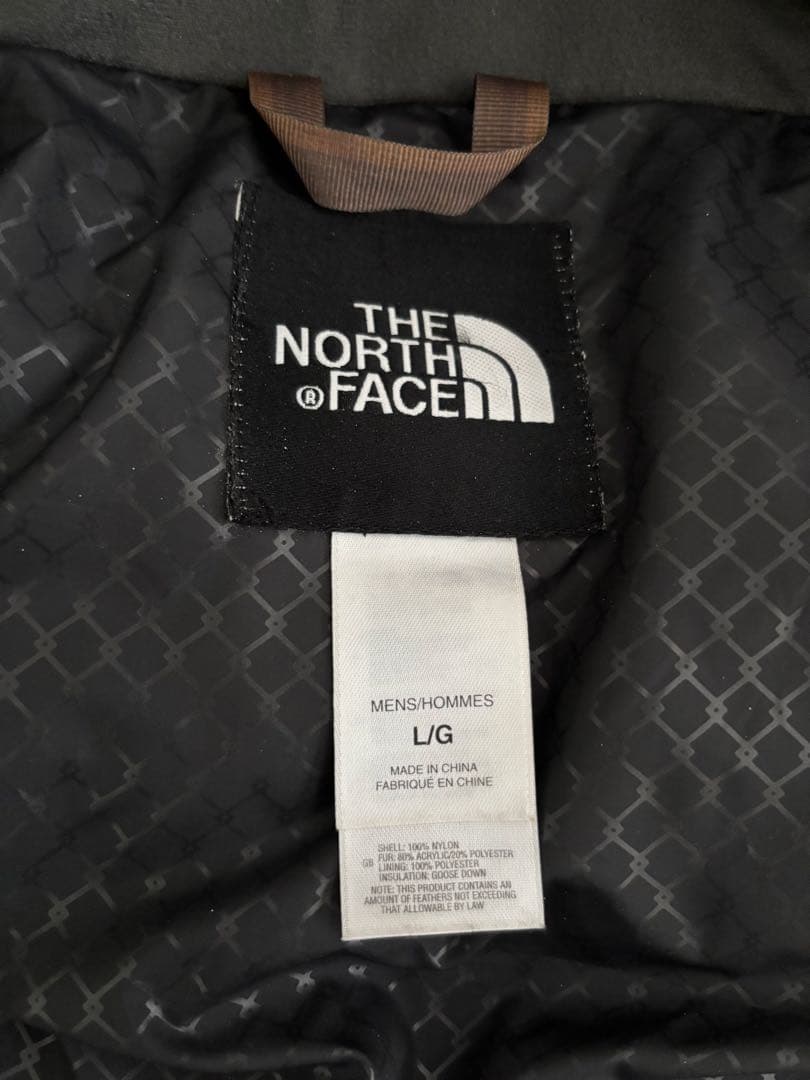 THE
NORTH
®FACE
MENS/HOMMES
L/G
MADE IN CHINA
FABRIQUÉ EN CHINE
SHELL: 100% NYLON
GB FUR: 80% ACRYLIC/20% POLYESTER
LINING: 100% POLYESTER
INSULATION: GOOSE DOWN
NOTE: THIS PRODUCT CONTAINS AN
AMOUNT OF FEATHERS NOT EXCEEDING
THAT ALLOWABLE BY LAW